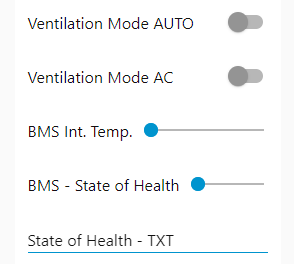 Ventilation Mode AUTO
Ventilation Mode AC
BMS Int. Temp.
BMS - State of Health
State of Health - TXT